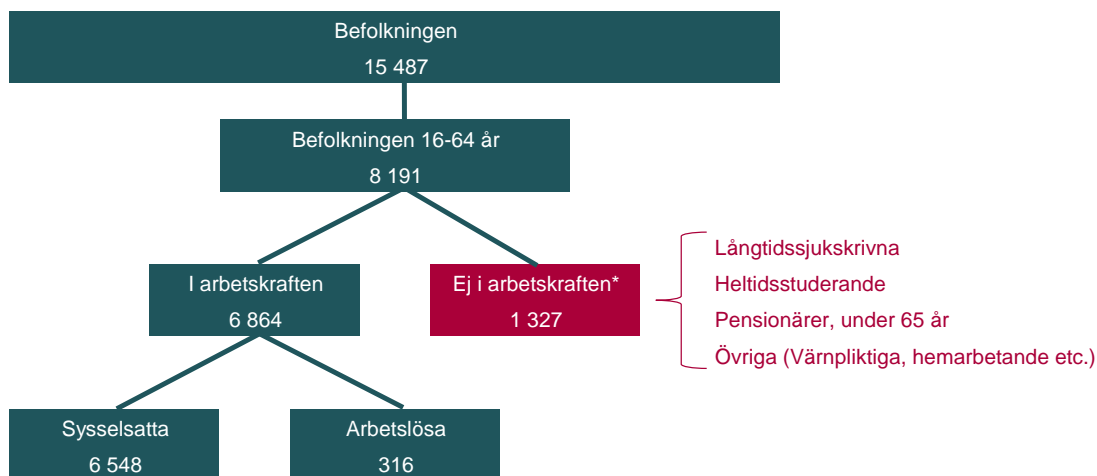 Befolkningen
15 487
Befolkningen 16-64 år
8 191
I arbetskraften
6 864
Ej i arbetskraften*
1 327
Långtidssjukskrivna
Heltidsstuderande
Pensionärer, under 65 år
Övriga (Värnpliktiga, hemarbetande etc.)
Sysselsatta
6 548
Arbetslösa
316